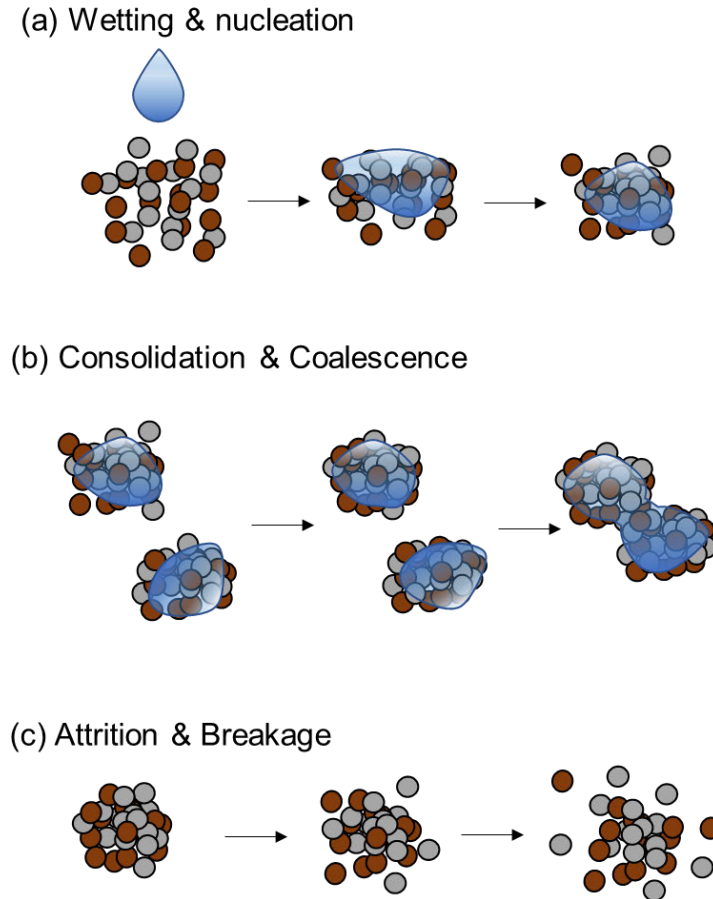 (a) Wetting & nucleation
(b) Consolidation & Coalescence
(c) Attrition & Breakage